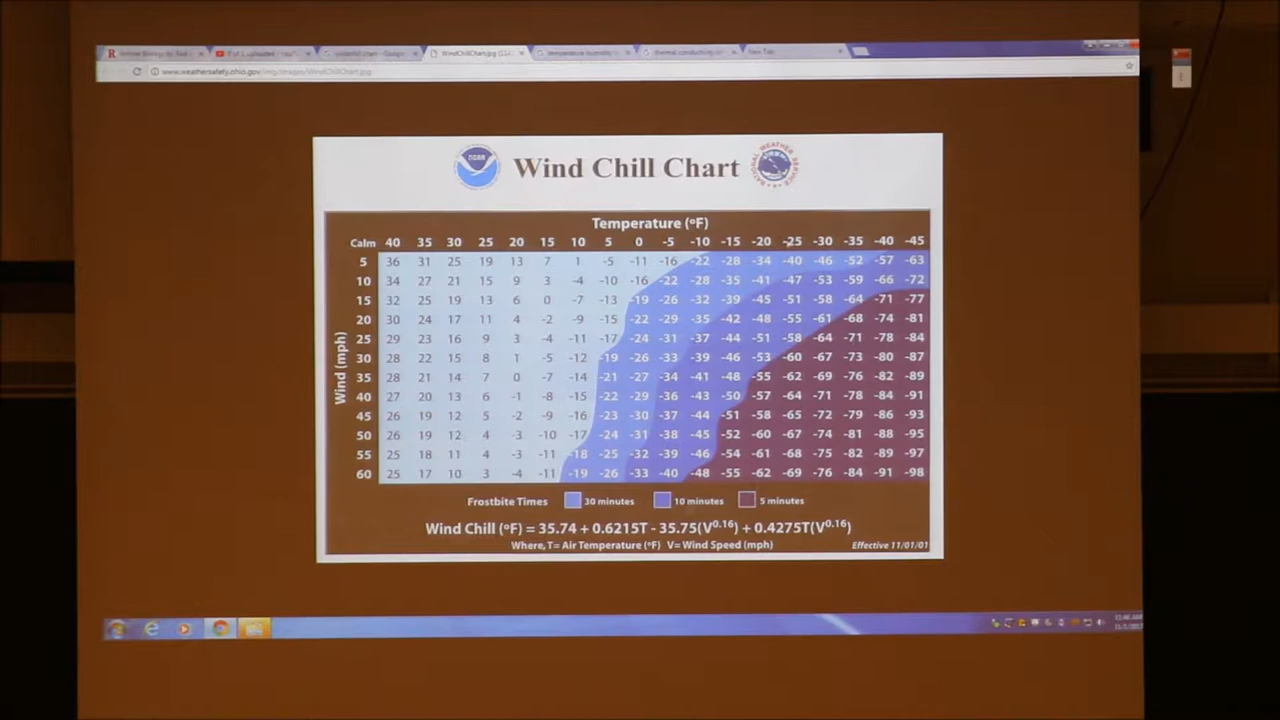 WindChillChart.jpg
New Tab
www.weathersafety.ohio.gov/img/images/WindChillChart.jpg
NOAA
Wind Chill Chart
NATIONAL WEATHER SERVICE
Temperature (ºF)
Calm 40 35 30 25 20 15 10 5 0 -5 -10 -15 -20 -25 -30 -35 -40 -45
5 36 31 25 19 13 7 1 -5 -11 -16 -22 -28 -34 -40 -46 -52 -57 -63
10 34 27 21 15 9 3 -4 -10 -16 -22 -28 -35 -41 -47 -53 -59 -66 -72
15 32 25 19 13 6 0 -7 -13 -19 -26 -32 -39 -45 -51 -58 -64 -71 -77
20 30 24 17 11 4 -2 -9 -15 -22 -29 -35 -42 -48 -55 -61 -68 -74 -81
25 29 23 16 9 3 -4 -11 -17 -24 -31 -37 -44 -51 -58 -64 -71 -78 -84
30 28 22 15 8 1 -5 -12 -19 -26 -33 -39 -46 -53 -60 -67 -73 -80 -87
35 28 21 14 7 0 -7 -14 -21 -27 -34 -41 -48 -55 -62 -69 -76 -82 -89
40 27 20 13 6 -1 -8 -15 -22 -29 -36 -43 -50 -57 -64 -71 -78 -84 -91
45 26 19 12 5 -2 -9 -16 -23 -30 -37 -44 -51 -58 -65 -72 -79 -86 -93
50 26 19 12 4 -3 -10 -17 -24 -31 -38 -45 -52 -60 -67 -74 -81 -88 -95
55 25 18 11 4 -3 -11 -18 -25 -32 -39 -46 -54 -61 -68 -75 -82 -89 -97
60 25 17 10 3 -4 -11 -19 -26 -33 -40 -48 -55 -62 -69 -76 -84 -91 -98
Wind (mph)
Frostbite Times 30 minutes 10 minutes 5 minutes
Wind Chill (ºF) = 35.74 + 0.6215T - 35.75(V0.16) + 0.4275T(V0.16)
Where, T= Air Temperature (ºF) V= Wind Speed (mph)
Effective 11/01/01